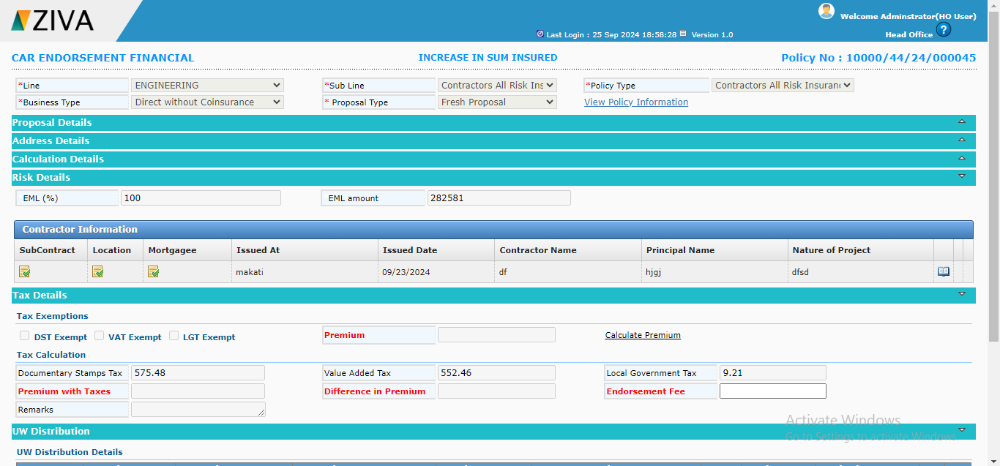 ZIVA
Welcome Adminstrator(HO User)
Last Login : 25 Sep 2024 18:58:28 Version 1.0 Head Office ?
CAR ENDORSEMENT FINANCIAL INCREASE IN SUM INSURED Policy No : 10000/44/24/000045
*Line ENGINEERING *Sub Line Contractors All Risk Ins *Policy Type Contractors All Risk Insuran
*Business Type Direct without Coinsurance * Proposal Type Fresh Proposal View Policy Information
Proposal Details
Address Details
Calculation Details
Risk Details
EML (%) 100 EML amount 282581
Contractor Information
SubContract Location Mortgagee Issued At Issued Date Contractor Name Principal Name Nature of Project
makati 09/23/2024 df hjgj dfsd
Tax Details
Tax Exemptions
DST Exempt VAT Exempt LGT Exempt Premium Calculate Premium
Tax Calculation
Documentary Stamps Tax 575.48 Value Added Tax 552.46 Local Government Tax 9.21
Premium with Taxes Difference in Premium Endorsement Fee
Remarks
Activate Windows
UW Distribution
Go to Settings to activate Windows.
UW Distribution Details